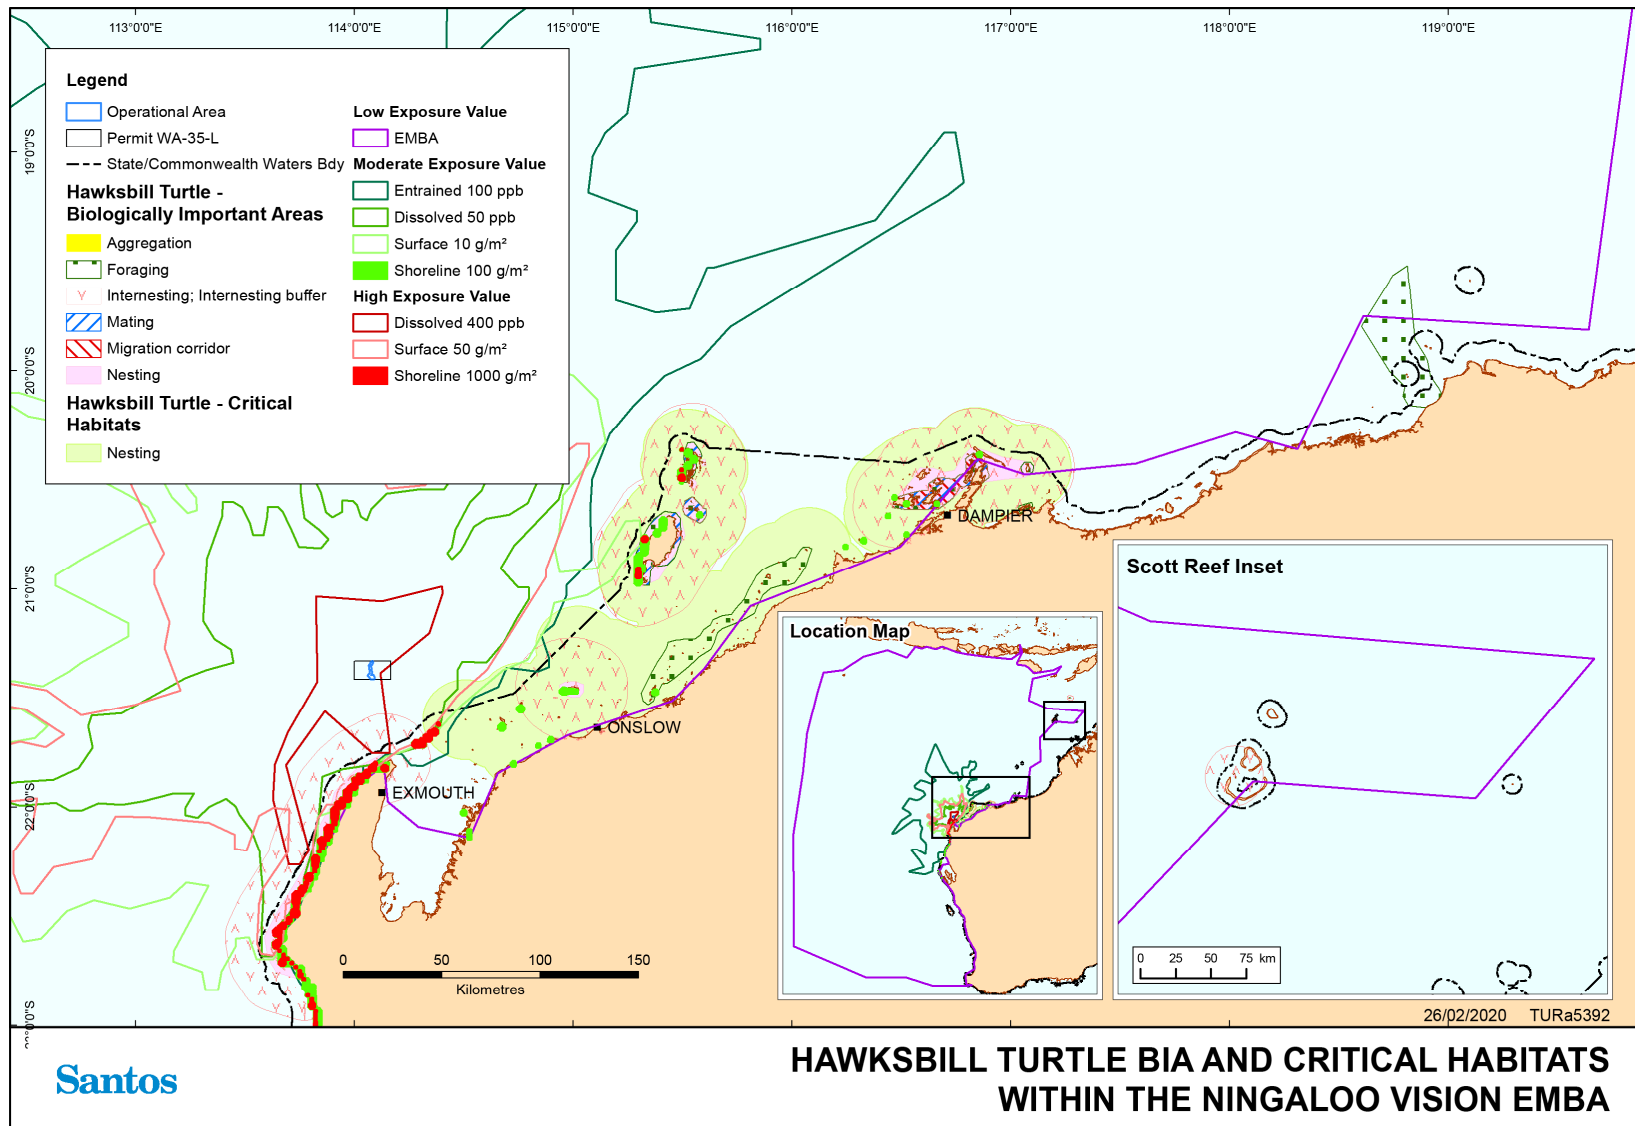 113°0'0"E 114°0'0"E 115°0'0"E 116°0'0"E 117°0'0"E 118°0'0"E 119°0'0"E
19°0'0"S
20°0'0"S
21°0'0"S
22°0'0"S
Legend
Operational Area
Permit WA-35-L
State/Commonwealth Waters Bdy
Hawksbill Turtle -
Biologically Important Areas
Aggregation
Foraging
Internesting; Internesting buffer
Mating
Migration corridor
Nesting
Hawksbill Turtle - Critical
Habitats
Nesting
Low Exposure Value
EMBA
Moderate Exposure Value
Entrained 100 ppb
Dissolved 50 ppb
Surface 10 g/m²
Shoreline 100 g/m²
High Exposure Value
Dissolved 400 ppb
Surface 50 g/m²
Shoreline 1000 g/m²
DAMPIER
ONSLOW
EXMOUTH
0 50 100 150
Kilometres
Location Map
Scott Reef Inset
0 25 50 75 km
26/02/2020 TURa5392
Santos
HAWKSBILL TURTLE BIA AND CRITICAL HABITATS
WITHIN THE NINGALOO VISION EMBA